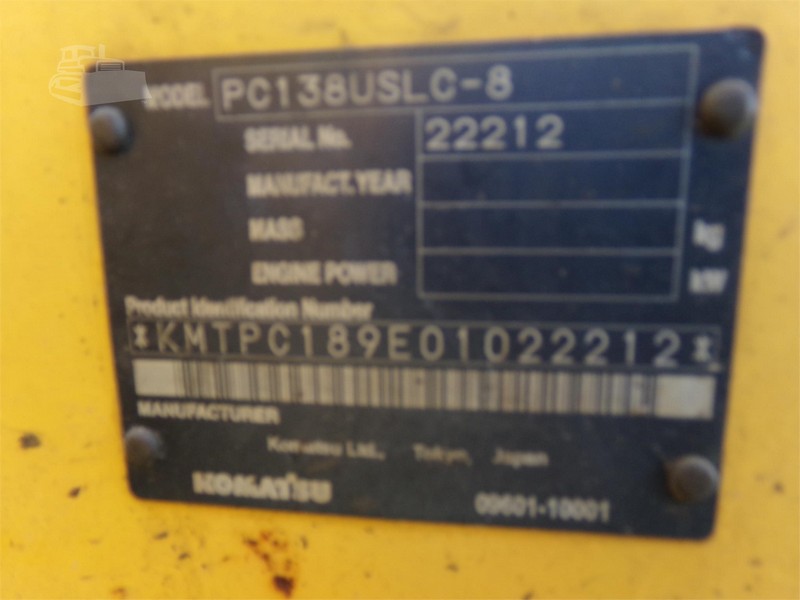 MODEL PC138USLC-8
SERIAL No. 22212
MANUFACT. YEAR
MASS kg
ENGINE POWER kW
Product Identification Number
*KMTPC189E01022212*
MANUFACTURER
Komatsu Ltd., Tokyo, Japan
KOMATSU 09601-10001